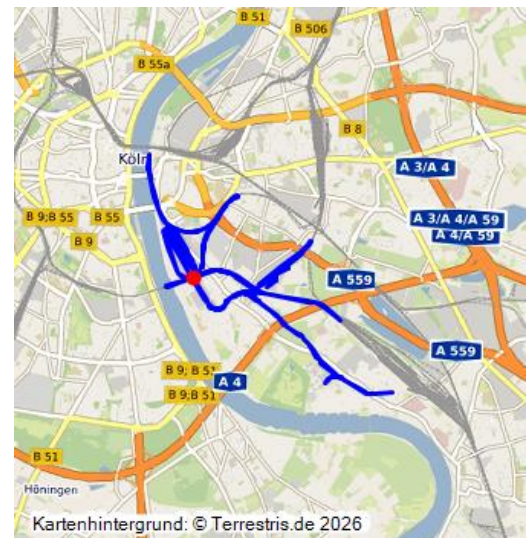 B 51
B 506
B 55a
B 8
Köln
A 3/A 4
B 9;B 55
B 55
A 3/A 4/A 59
B 9
A 4/A 59
A 559
A 559
B 9; B 51
A 4
B 9;B 51
B 51
Höningen
Kartenhintergrund: © Terrestris.de 2026